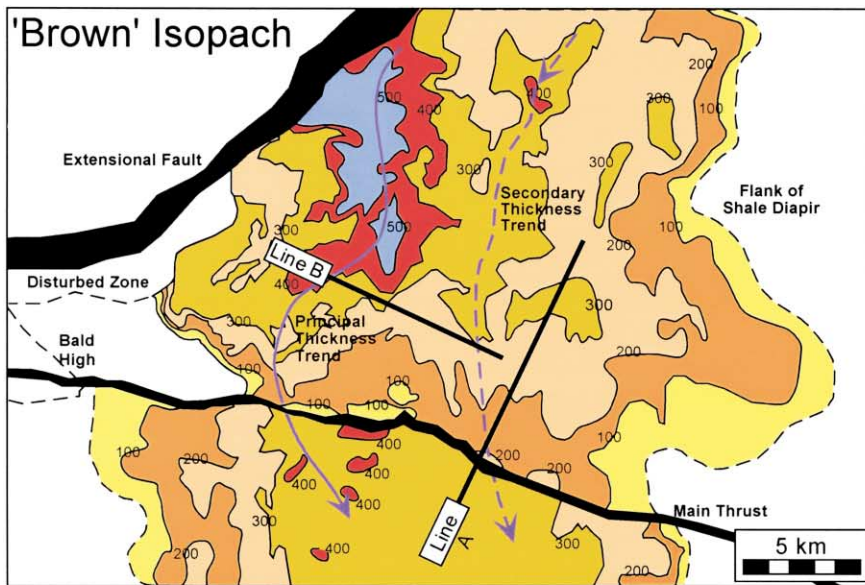 'Brown' Isopach
Extensional Fault
Disturbed Zone
Bald
High
Line B
Principal
Thickness
Trend
Secondary
Thickness
Trend
Flank of
Shale Diapir
Line
A
Main Thrust
5 km
500
400
400
200
100
300
300
300
300
500
100
200
400
300
300
200
100
100
100
100
100
200
300
400
400
400
400
200
200
300
200
100